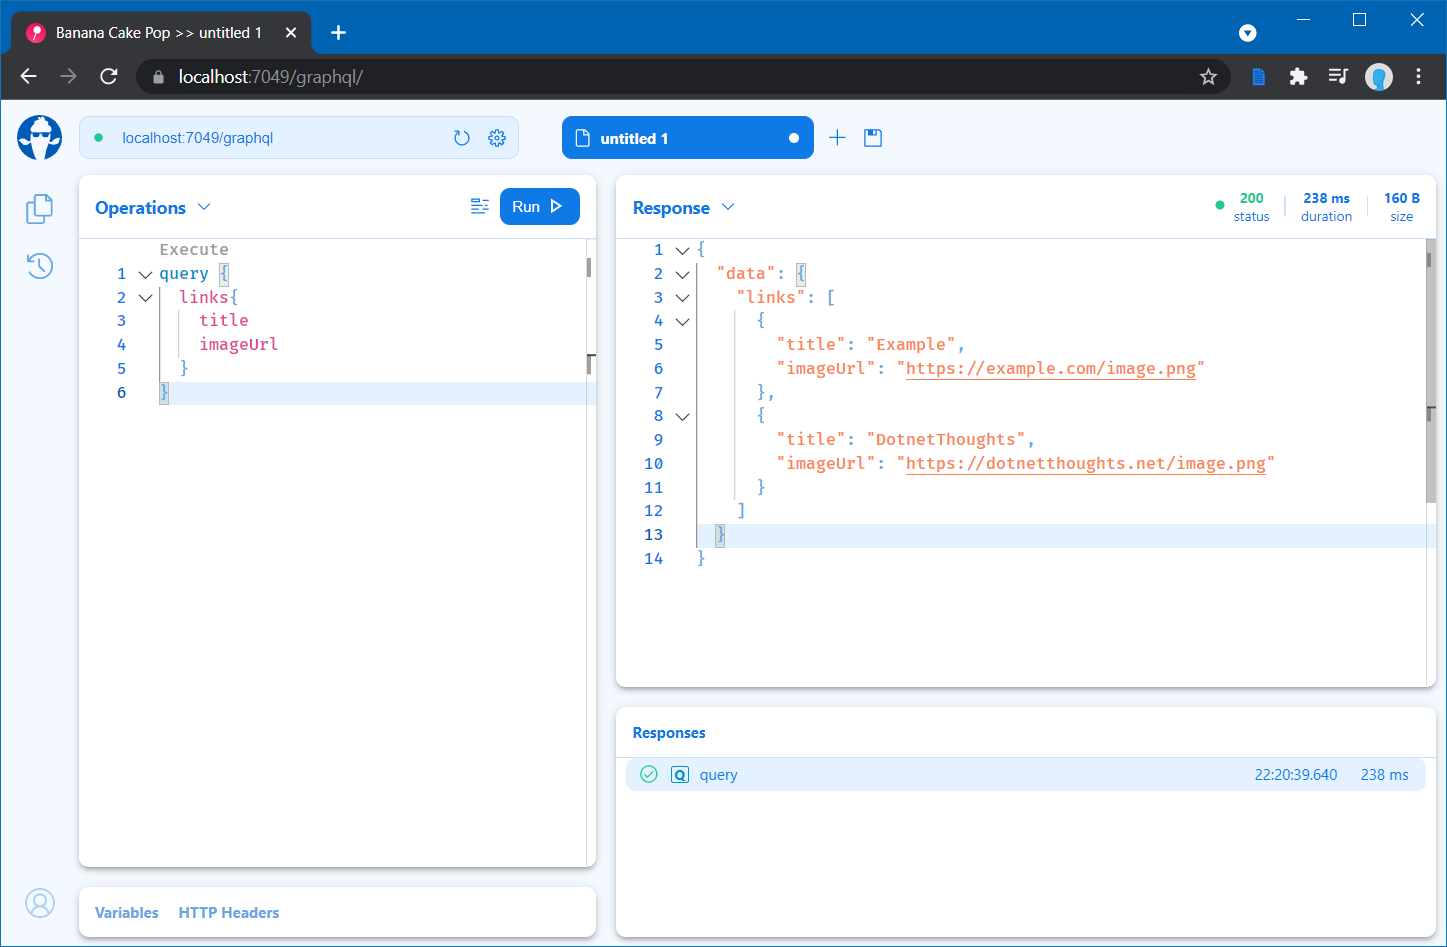 Banana Cake Pop >> untitled 1
localhost:7049/graphql/
localhost:7049/graphql
untitled 1
Operations
Run
Execute
1 query {
2 links{
3 title
4 imageUrl
5 }
6 }
Variables HTTP Headers
Response
200 status
238 ms duration
160 B size
1 {
2 "data": {
3 "links": [
4 {
5 "title": "Example",
6 "imageUrl": "https://example.com/image.png"
7 },
8 {
9 "title": "DotnetThoughts",
10 "imageUrl": "https://dotnetthoughts.net/image.png"
11 }
12 ]
13 }
14 }
Responses
Q query 22:20:39.640 238 ms